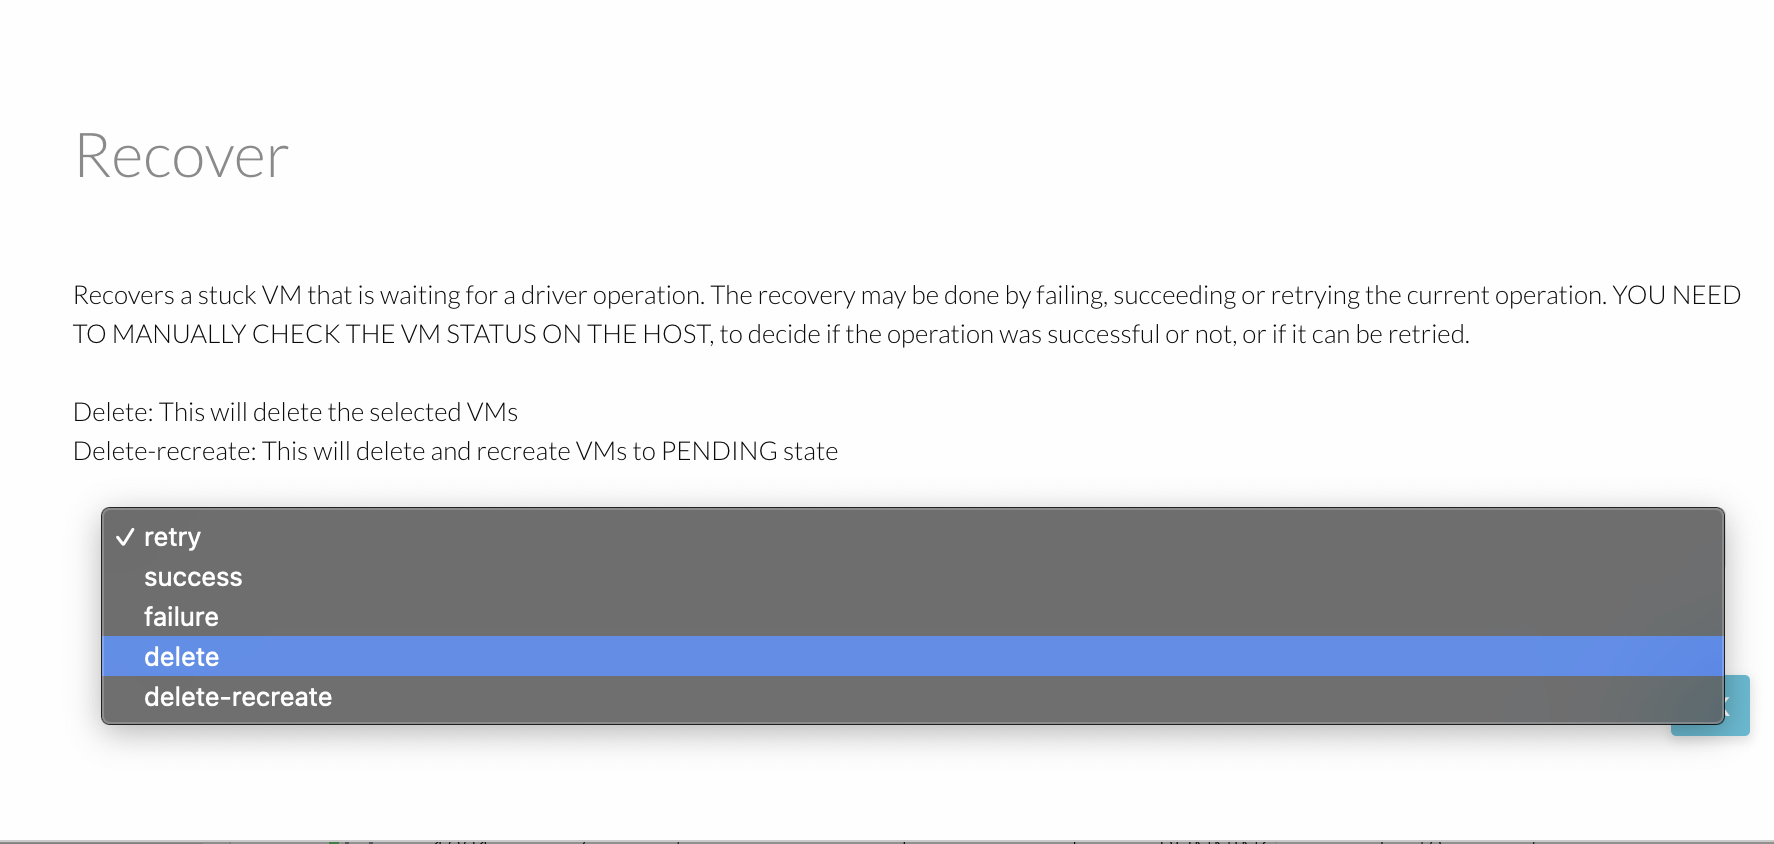 Recover
Recovers a stuck VM that is waiting for a driver operation. The recovery may be done by failing, succeeding or retrying the current operation. YOU NEED
TO MANUALLY CHECK THE VM STATUS ON THE HOST, to decide if the operation was successful or not, or if it can be retried.
Delete: This will delete the selected VMs
Delete-recreate: This will delete and recreate VMs to PENDING state
✓ retry
success
failure
delete
delete-recreate